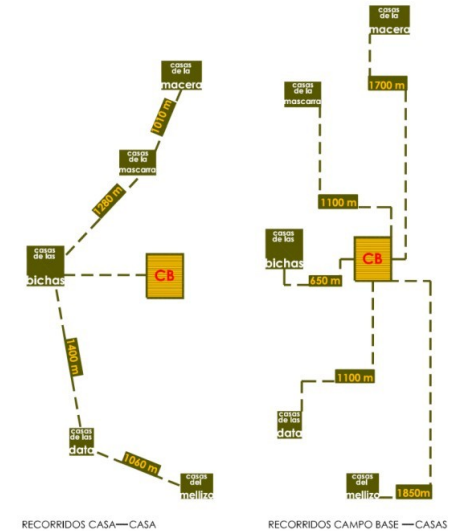 casas
de la
macera
1010 m
casas
de la
mascarra
1280 m
casas
de las
bichas
CB
1400 m
casas
de las
data
1060 m
casas
del
mellizo
RECORRIDOS CASA—CASA
casas
de la
macera
1700 m
casas
de la
mascarra
1100 m
casas
de las
bichas
CB
650 m
1100 m
casas
de las
data
casas
del
mellizo
1850m
RECORRIDOS CAMPO BASE —CASAS